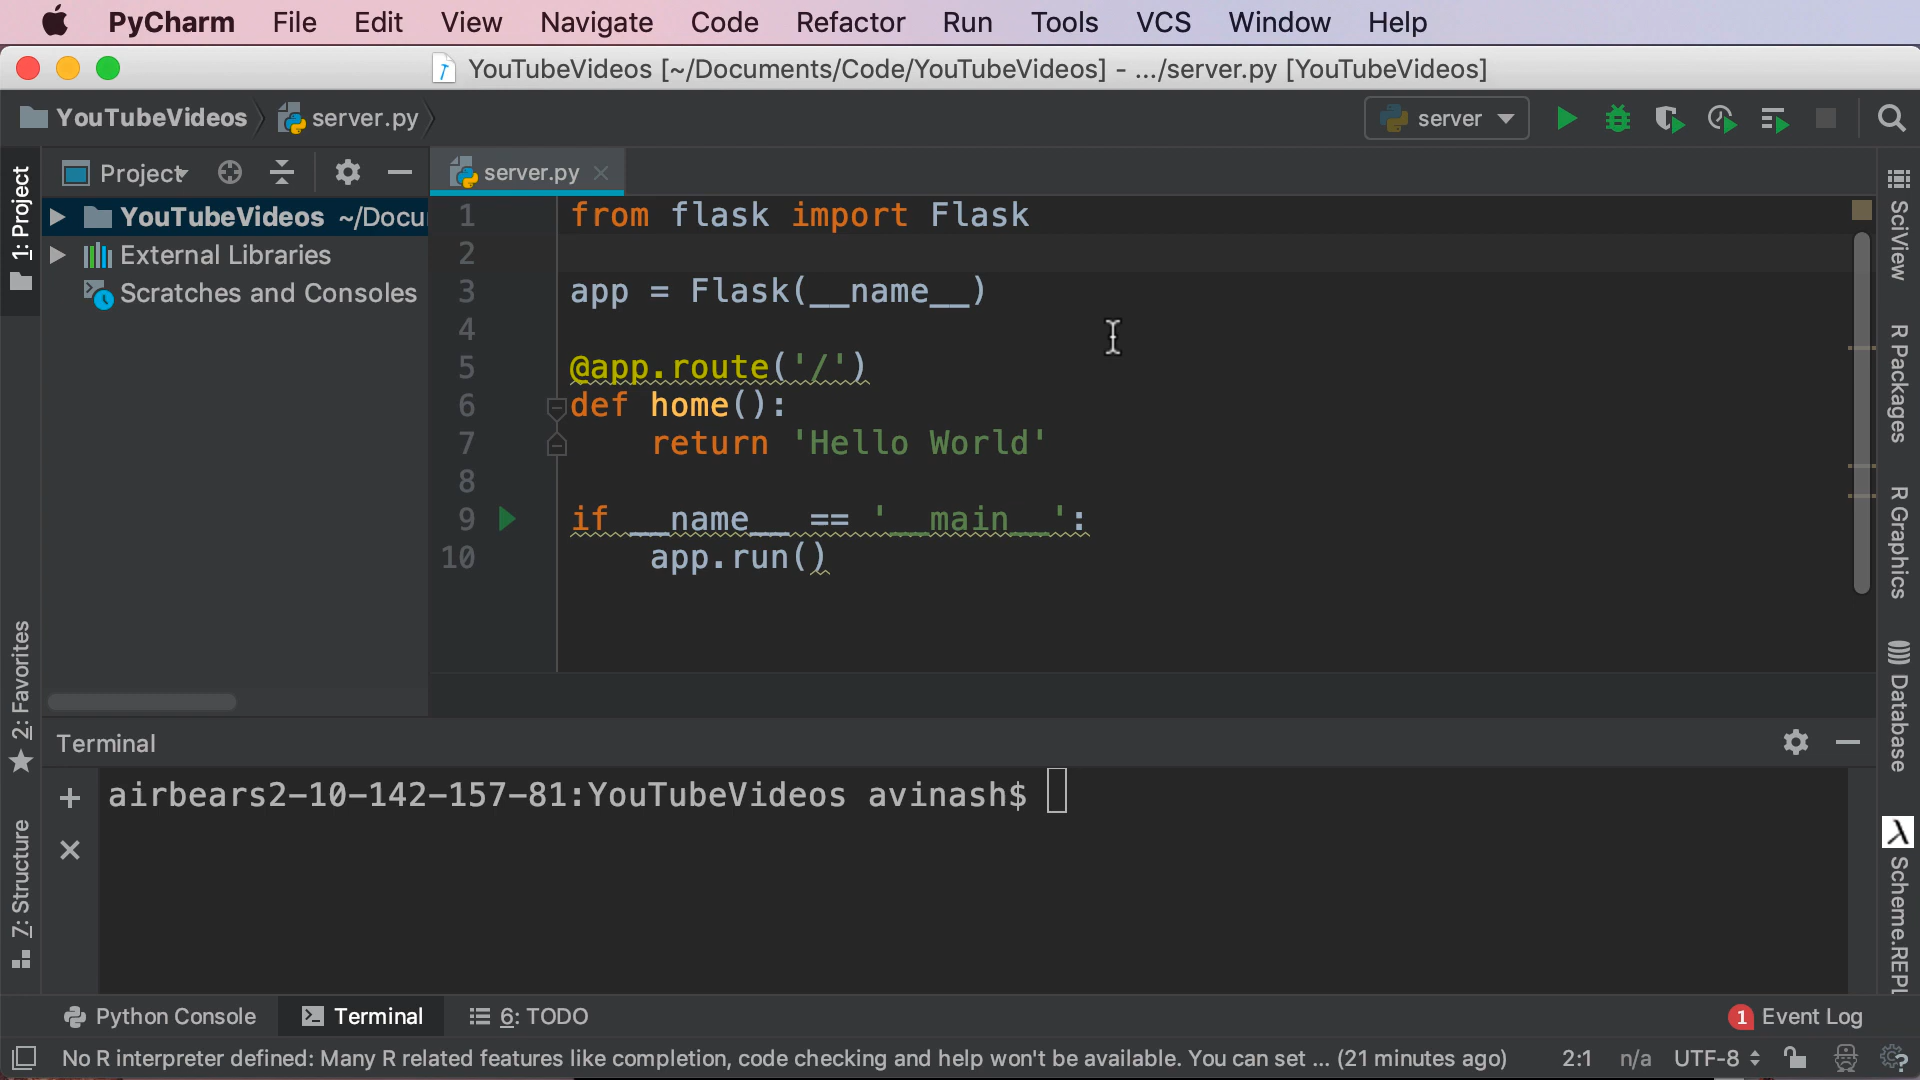 PyCharm File Edit View Navigate Code Refactor Run Tools VCS Window Help
YouTubeVideos [~/Documents/Code/YouTubeVideos] - .../server.py [YouTubeVideos]
YouTubeVideos server.py server
1: Project
Project
server.py
YouTubeVideos ~/Docu
External Libraries
Scratches and Consoles
1 from flask import Flask
2
3 app = Flask(__name__)
4
5 @app.route('/')
6 def home():
7 return 'Hello World'
8
9 if __name__ == '__main__':
10 app.run()
SciView
R Packages
R Graphics
Database
Scheme.REPL
2: Favorites
7: Structure
Terminal
airbears2-10-142-157-81:YouTubeVideos avinash$
Python Console Terminal 6: TODO 1 Event Log
No R interpreter defined: Many R related features like completion, code checking and help won't be available. You can set ... (21 minutes ago) 2:1 n/a UTF-8